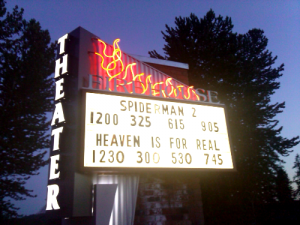 THEATER
SPIDERMAN 2
1200 325 615 905
HEAVEN IS FOR REAL
1230 300 530 745